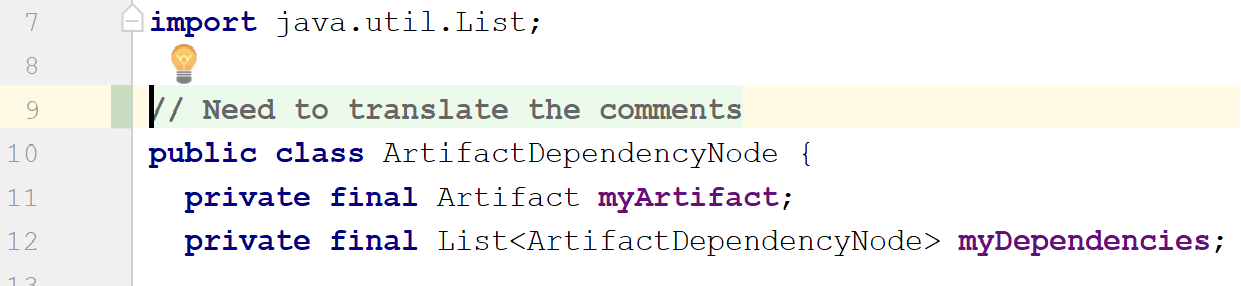 7 import java.util.List;
8
9 // Need to translate the comments
10 public class ArtifactDependencyNode {
11 private final Artifact myArtifact;
12 private final List<ArtifactDependencyNode> myDependencies;
13